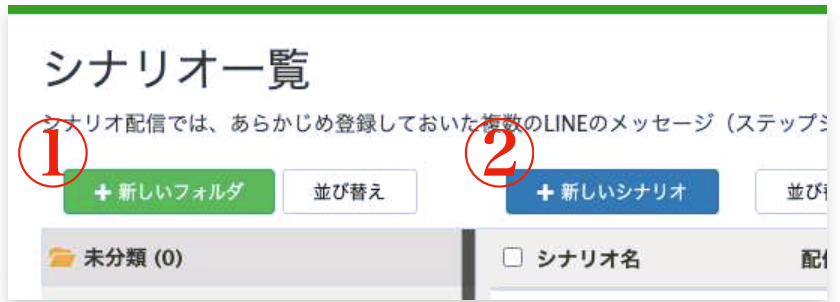 シナリオ一覧
シナリオ配信では、あらかじめ登録しておいた複数のLINEのメッセージ（ステップシ
① ②
+ 新しいフォルダ 並び替え + 新しいシナリオ 並び
未分類 (0) シナリオ名 配